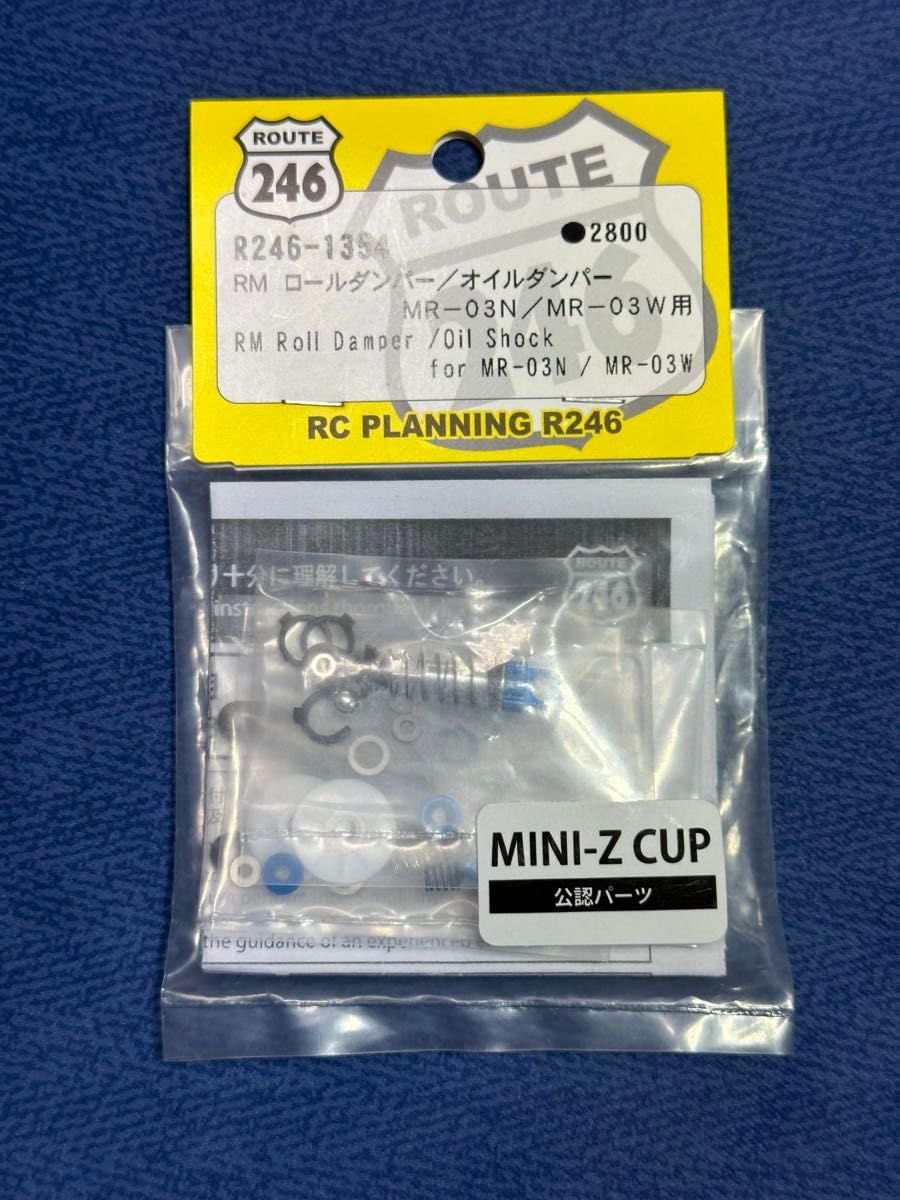 ROUTE
246
ROUTE
246
R246-1354
●2800
RM ロールダンパー／オイルダンパー
MR-03N／MR-03W用
RM Roll Damper /Oil Shock
for MR-03N / MR-03W
RC PLANNING R246
十分に理解してください。
246
MINI-Z CUP
公認パーツ
the guidance of an experienced